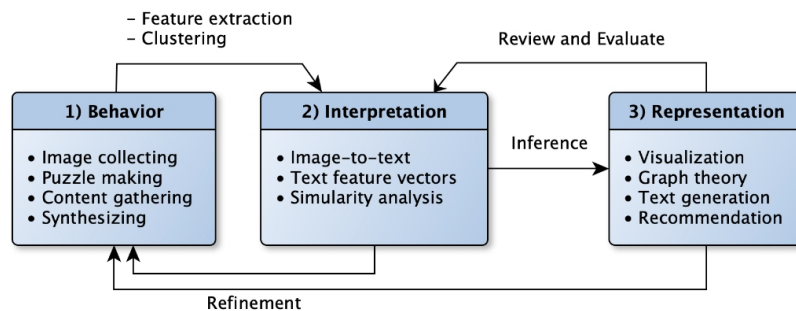 - Feature extraction
- Clustering
Review and Evaluate
1) Behavior
• Image collecting
• Puzzle making
• Content gathering
• Synthesizing
2) Interpretation
• Image-to-text
• Text feature vectors
• Simularity analysis
Inference
3) Representation
• Visualization
• Graph theory
• Text generation
• Recommendation
Refinement